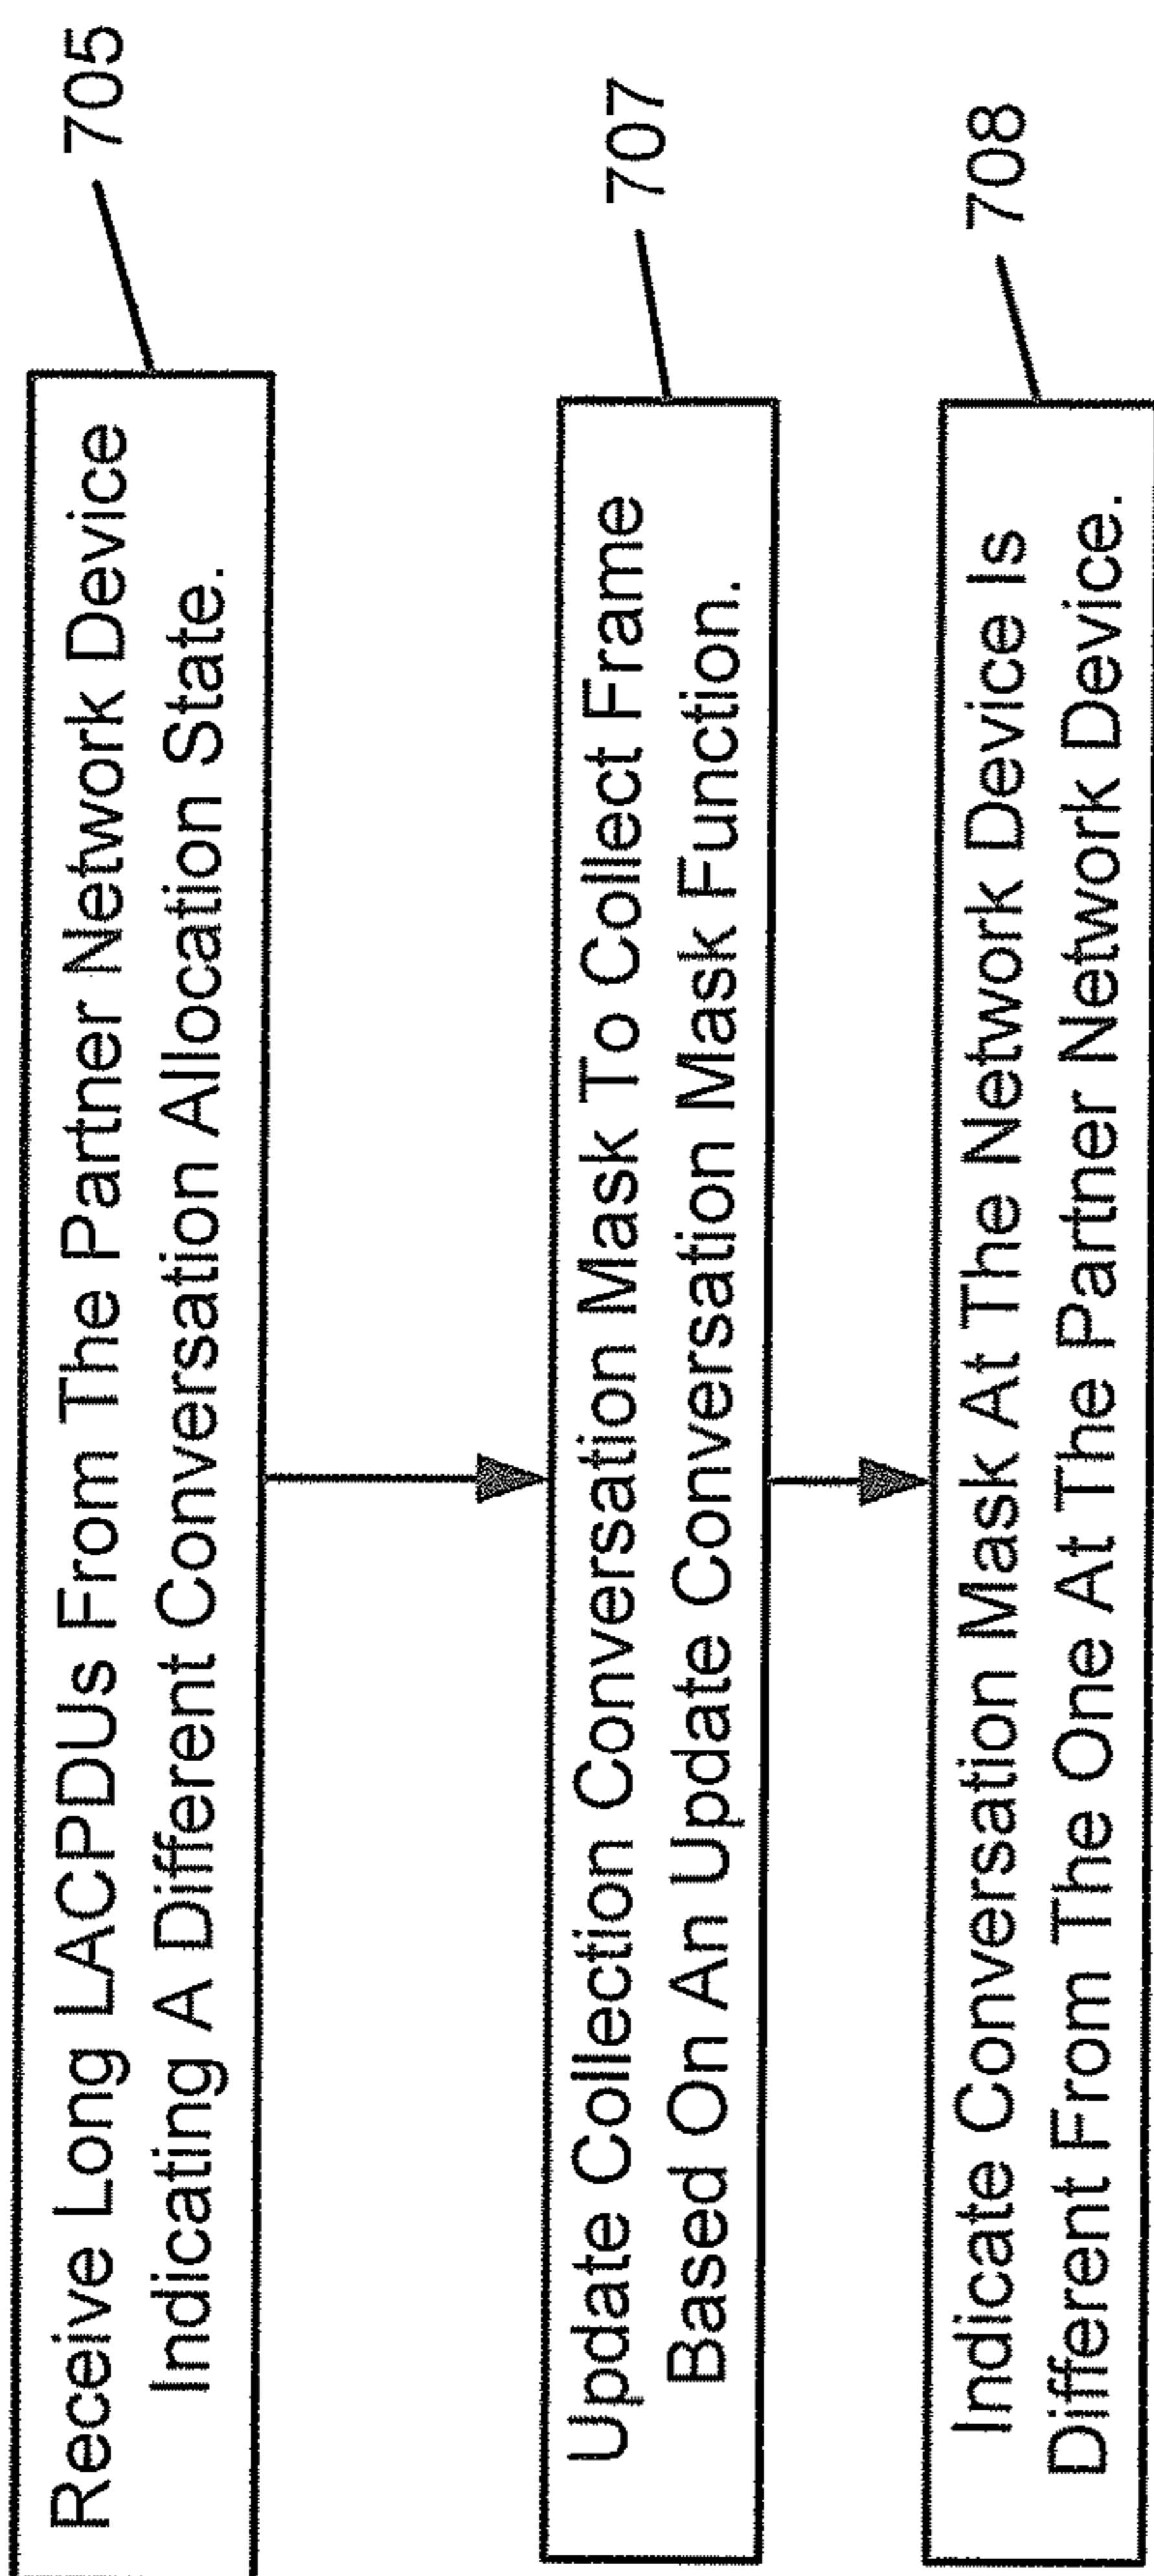 Receive Long LACPDUs From The Partner Network Device
Indicating A Different Conversation Allocation State.
705
Update Collection Conversation Mask To Collect Frame
Based On An Update Conversation Mask Function.
707
Indicate Conversation Mask At The Network Device Is
Different From The One At The Partner Network Device.
708